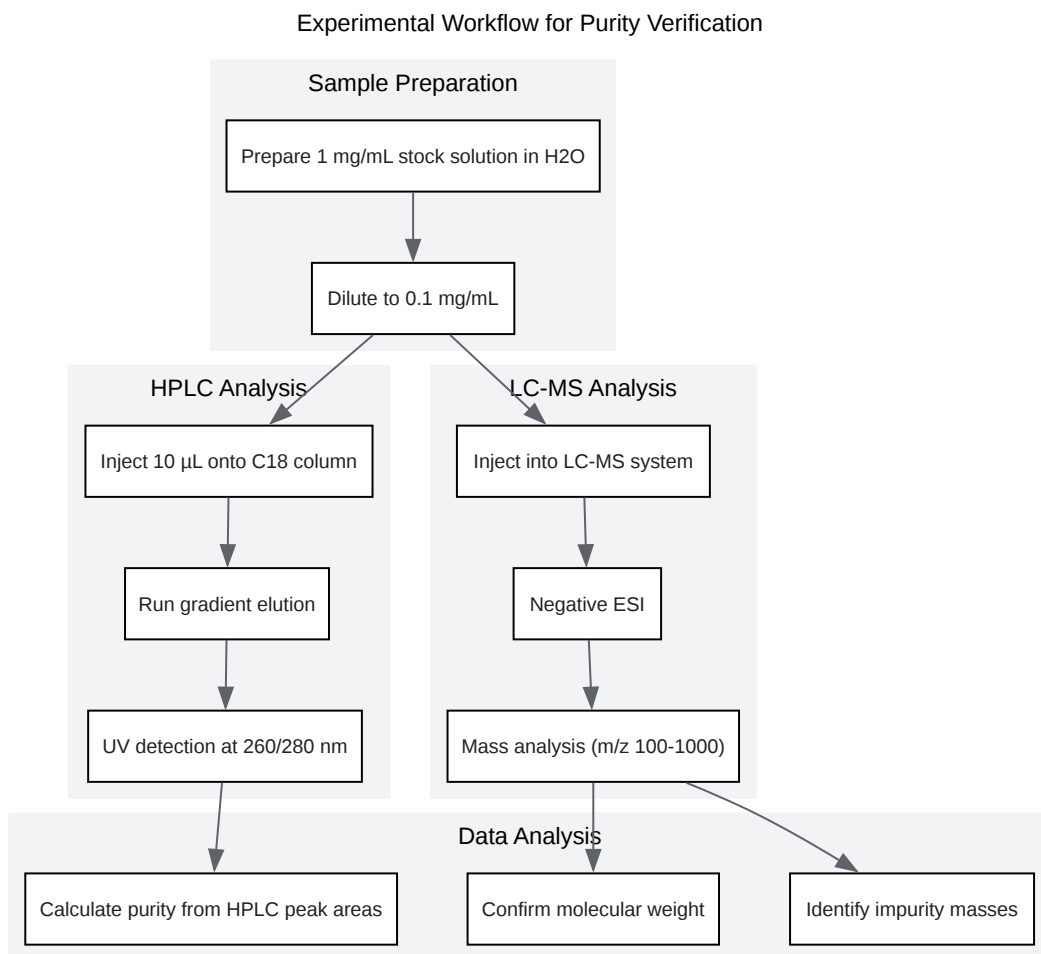 Experimental Workflow for Purity Verification
Sample Preparation
Prepare 1 mg/mL stock solution in H2O
Dilute to 0.1 mg/mL
HPLC Analysis
Inject 10 µL onto C18 column
Run gradient elution
UV detection at 260/280 nm
LC-MS Analysis
Inject into LC-MS system
Negative ESI
Mass analysis (m/z 100-1000)
Data Analysis
Calculate purity from HPLC peak areas
Confirm molecular weight
Identify impurity masses